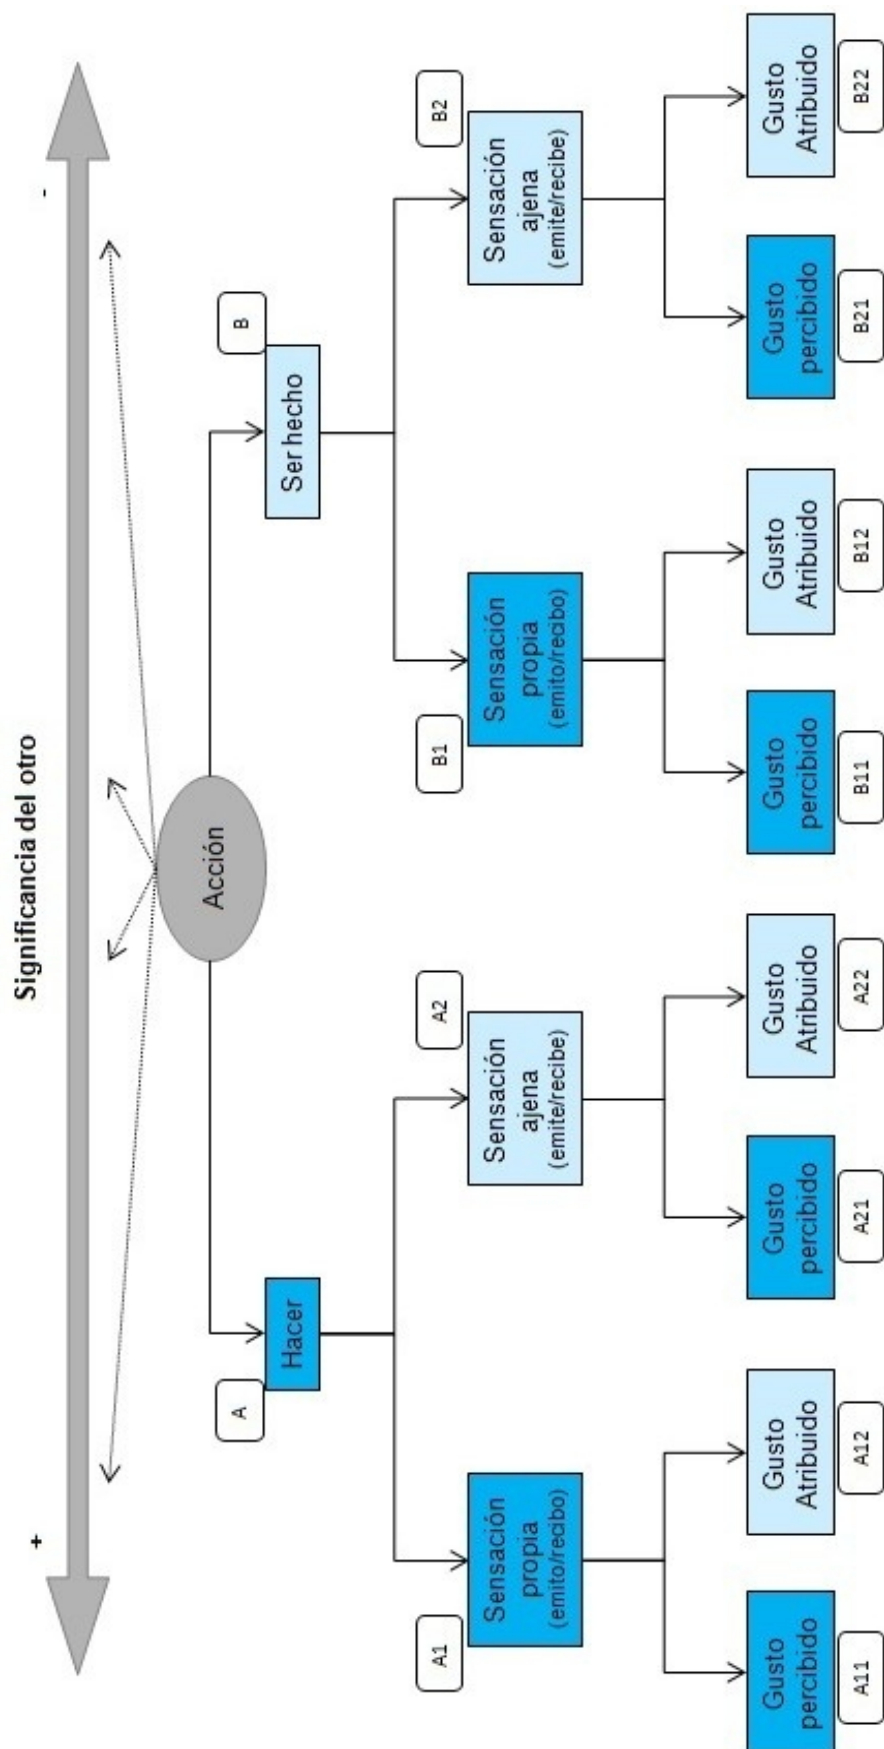 Significancia del otro
+
-
Acción
A
Hacer
B
Ser hecho
A1
Sensación
propia
(emito/recibo)
A2
Sensación
ajena
(emite/recibe)
B1
Sensación
propia
(emito/recibo)
B2
Sensación
ajena
(emite/recibe)
Gusto
percibido
A11
Gusto
Atribuido
A12
Gusto
percibido
A21
Gusto
Atribuido
A22
Gusto
percibido
B11
Gusto
Atribuido
B12
Gusto
percibido
B21
Gusto
Atribuido
B22